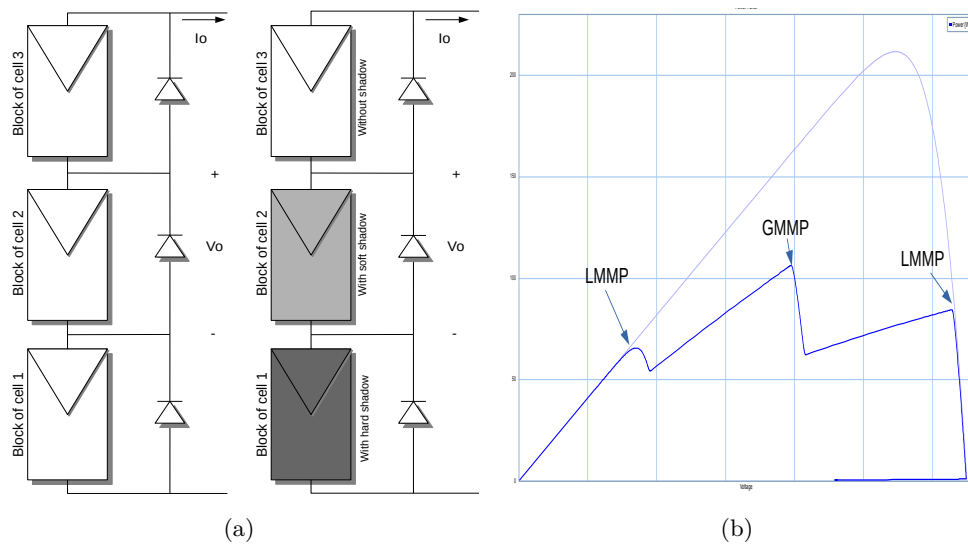 Io
Block of cell 3
+
Block of cell 2
Vo
-
Block of cell 1
Io
Block of cell 3
Without shadow
+
Block of cell 2
With soft shadow
Vo
-
Block of cell 1
With hard shadow
(a)
Power (W
200
150
GMMP
LMMP
LMMP
100
50
0
Voltage
(b)